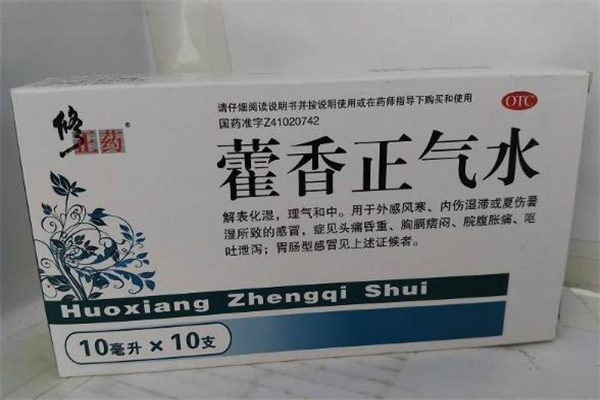 请仔细阅读说明书并按说明使用或在药师指导下购买和使用
OTC
国药准字Z41020742
修正药
藿香正气水
解表化湿，理气和中。用于外感风寒、内伤湿滞或夏伤暑
湿所致的感冒，症见头痛昏重、胸膈痞闷、脘腹胀痛、呕
吐泄泻；胃肠型感冒见上述证候者。
Huoxiang Zhengqi Shui
10毫升×10支